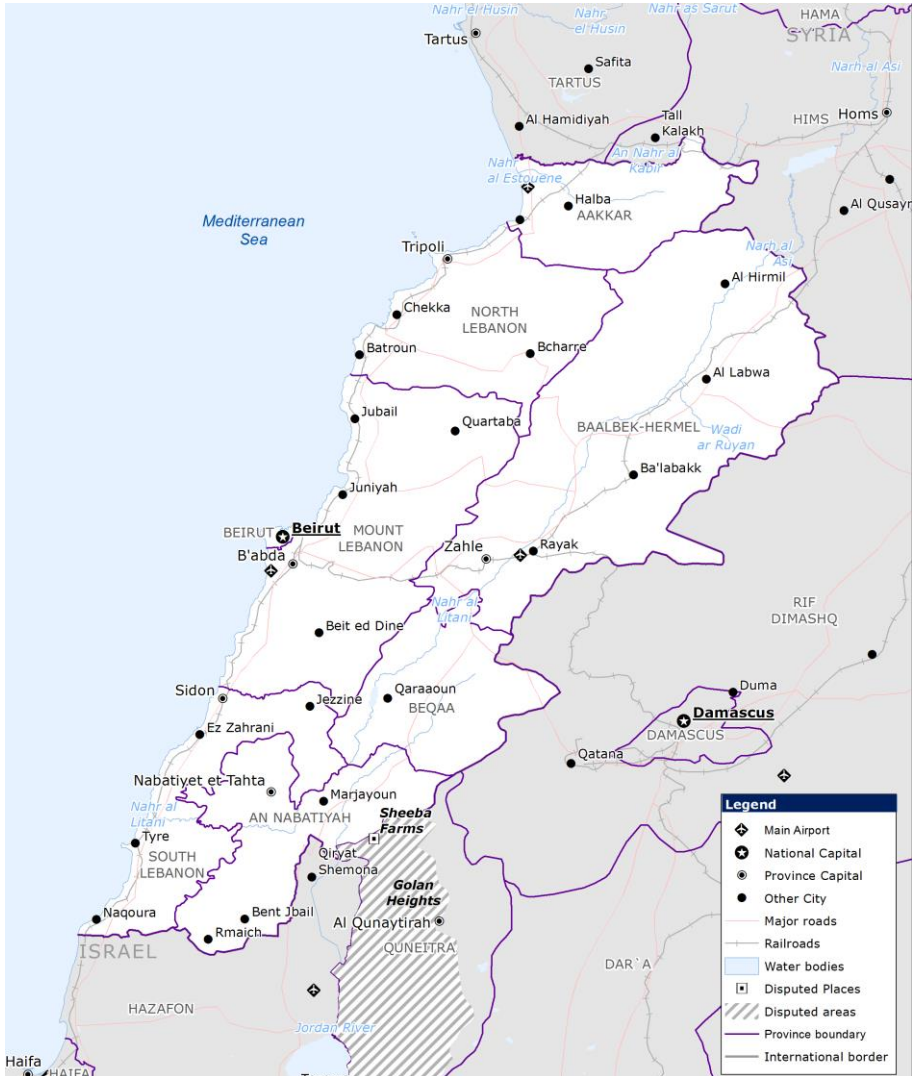 Nahr el Husin
Nahr
el Husin
Nahr as Sarut
HAMA
SYRIA
Tartus
Safita
TARTUS
Narh al Asi
HIMS
Homs
Al Hamidiyah
Tall
Kalakh
An Nahr al
Kabir
Nahr
al Estouene
Halba
AAKKAR
Al Qusayr
Mediterranean
Sea
Tripoli
Narh al
Asi
Al Hirmil
Chekka
NORTH
LEBANON
Batroun
Bcharre
Al Labwa
Jubail
Quartaba
BAALBEK-HERMEL
Wadi
ar Ruyan
Ba'labakk
Juniyah
BEIRUT
Beirut
MOUNT
LEBANON
B'abda
Zahle
Rayak
Nahr al
Litani
RIF
DIMASHQ
Beit ed Dine
Sidon
Jezzine
Qaraaoun
BEQAA
Duma
Damascus
DAMASCUS
Ez Zahrani
Qatana
Nabatiyet et-Tahta
Marjayoun
Nahr al
Litani
AN NABATIYAH
Sheeba
Farms
Tyre
SOUTH
LEBANON
Qiryat
Shemona
Golan
Heights
Naqoura
Bent Jbail
Al Qunaytirah
Rmaich
QUNEITRA
ISRAEL
DAR'A
HAZAFON
Jordan River
Haifa
HAIFA
Legend
Main Airport
National Capital
Province Capital
Other City
Major roads
Railroads
Water bodies
Disputed Places
Disputed areas
Province boundary
International border